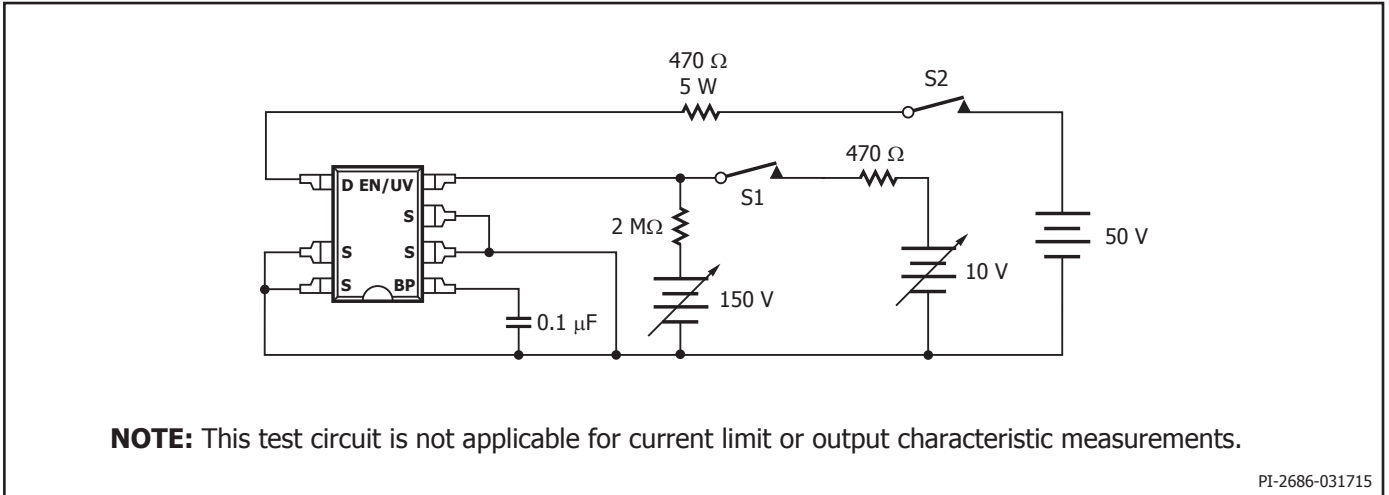 470 Ω
5 W
S2
470 Ω
D EN/UV
S1
S
2 MΩ
S S
50 V
10 V
S BP
150 V
0.1 μF
NOTE: This test circuit is not applicable for current limit or output characteristic measurements.
PI-2686-031715